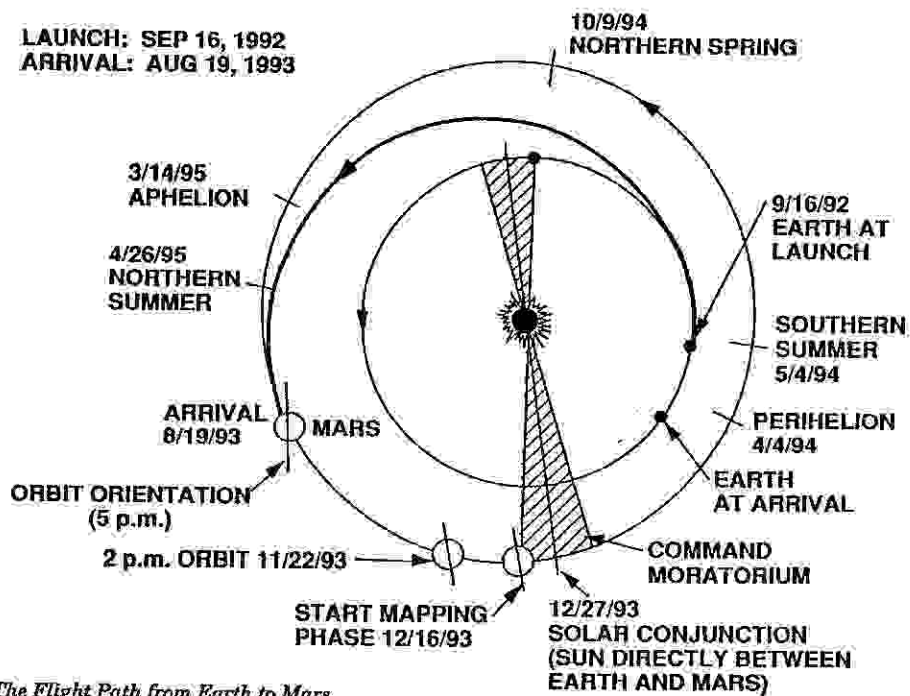 LAUNCH: SEP 16, 1992
ARRIVAL: AUG 19, 1993
10/9/94
NORTHERN SPRING
3/14/95
APHELION
4/26/95
NORTHERN
SUMMER
9/16/92
EARTH AT
LAUNCH
SOUTHERN
SUMMER
5/4/94
ARRIVAL
8/19/93
MARS
PERIHELION
4/4/94
ORBIT ORIENTATION
(5 p.m.)
EARTH
AT ARRIVAL
2 p.m. ORBIT 11/22/93
COMMAND
MORATORIUM
START MAPPING
PHASE 12/16/93
12/27/93
SOLAR CONJUNCTION
(SUN DIRECTLY BETWEEN
EARTH AND MARS)
The Flight Path from Earth to Mars